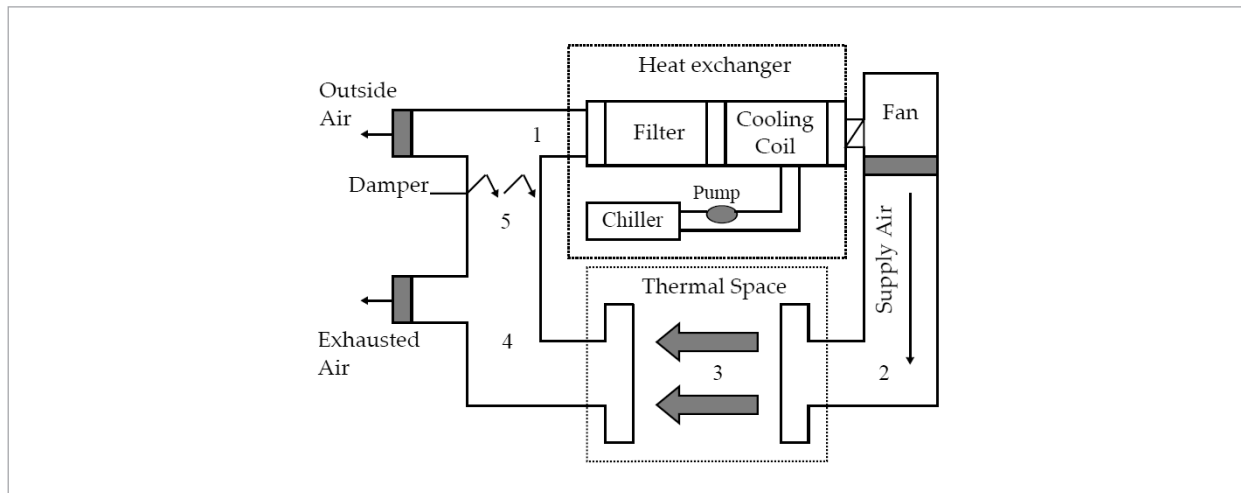 Heat exchanger
Outside
Air
Fan
1
Filter
Cooling
Coil
Damper
Pump
5
Chiller
Supply Air
Thermal Space
Exhausted
Air
4
3
2